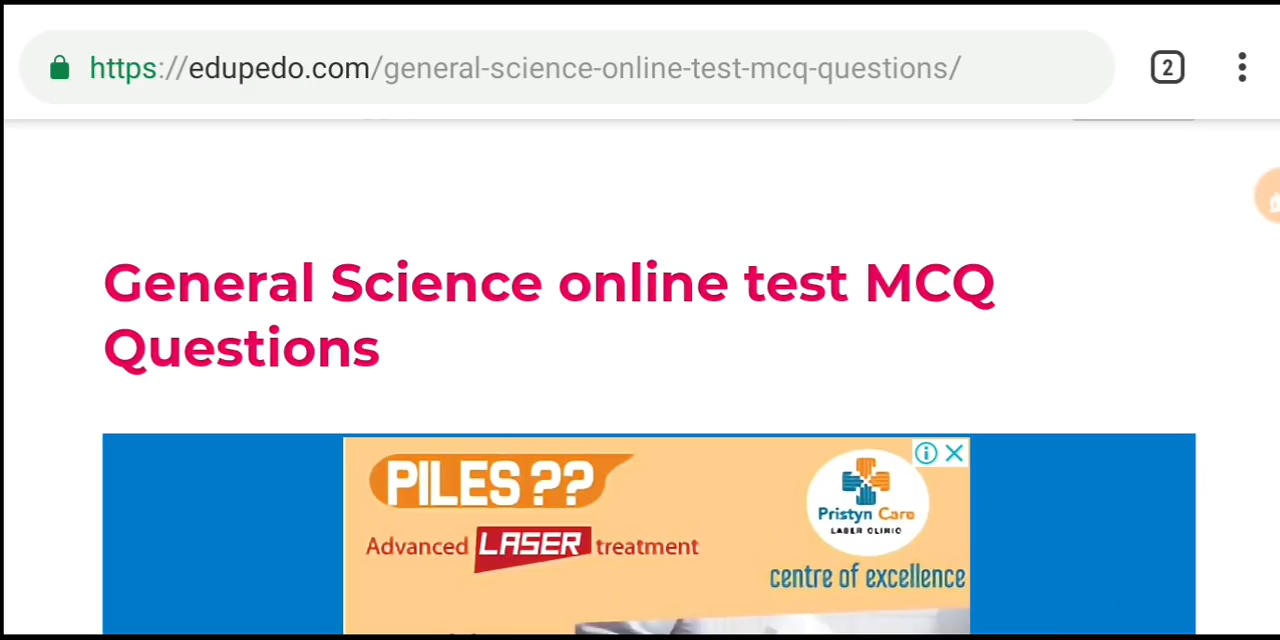 https://edupedo.com/general-science-online-test-mcq-questions/
2
General Science online test MCQ
Questions
PILES ??
Advanced LASER treatment
Pristyn Care
LASER CLINIC
centre of excellence